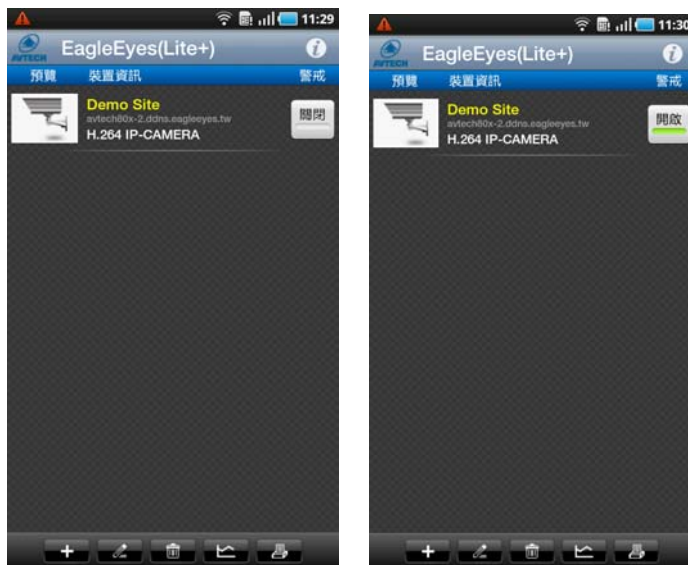 11:29
AVTECH
EagleEyes(Lite+)
i
預覽 裝置資訊 警戒
Demo Site
avtech80x-2.ddns.eagleeyes.tw
H.264 IP-CAMERA
關閉
11:30
AVTECH
EagleEyes(Lite+)
i
預覽 裝置資訊 警戒
Demo Site
avtech80x-2.ddns.eagleeyes.tw
H.264 IP-CAMERA
開啟